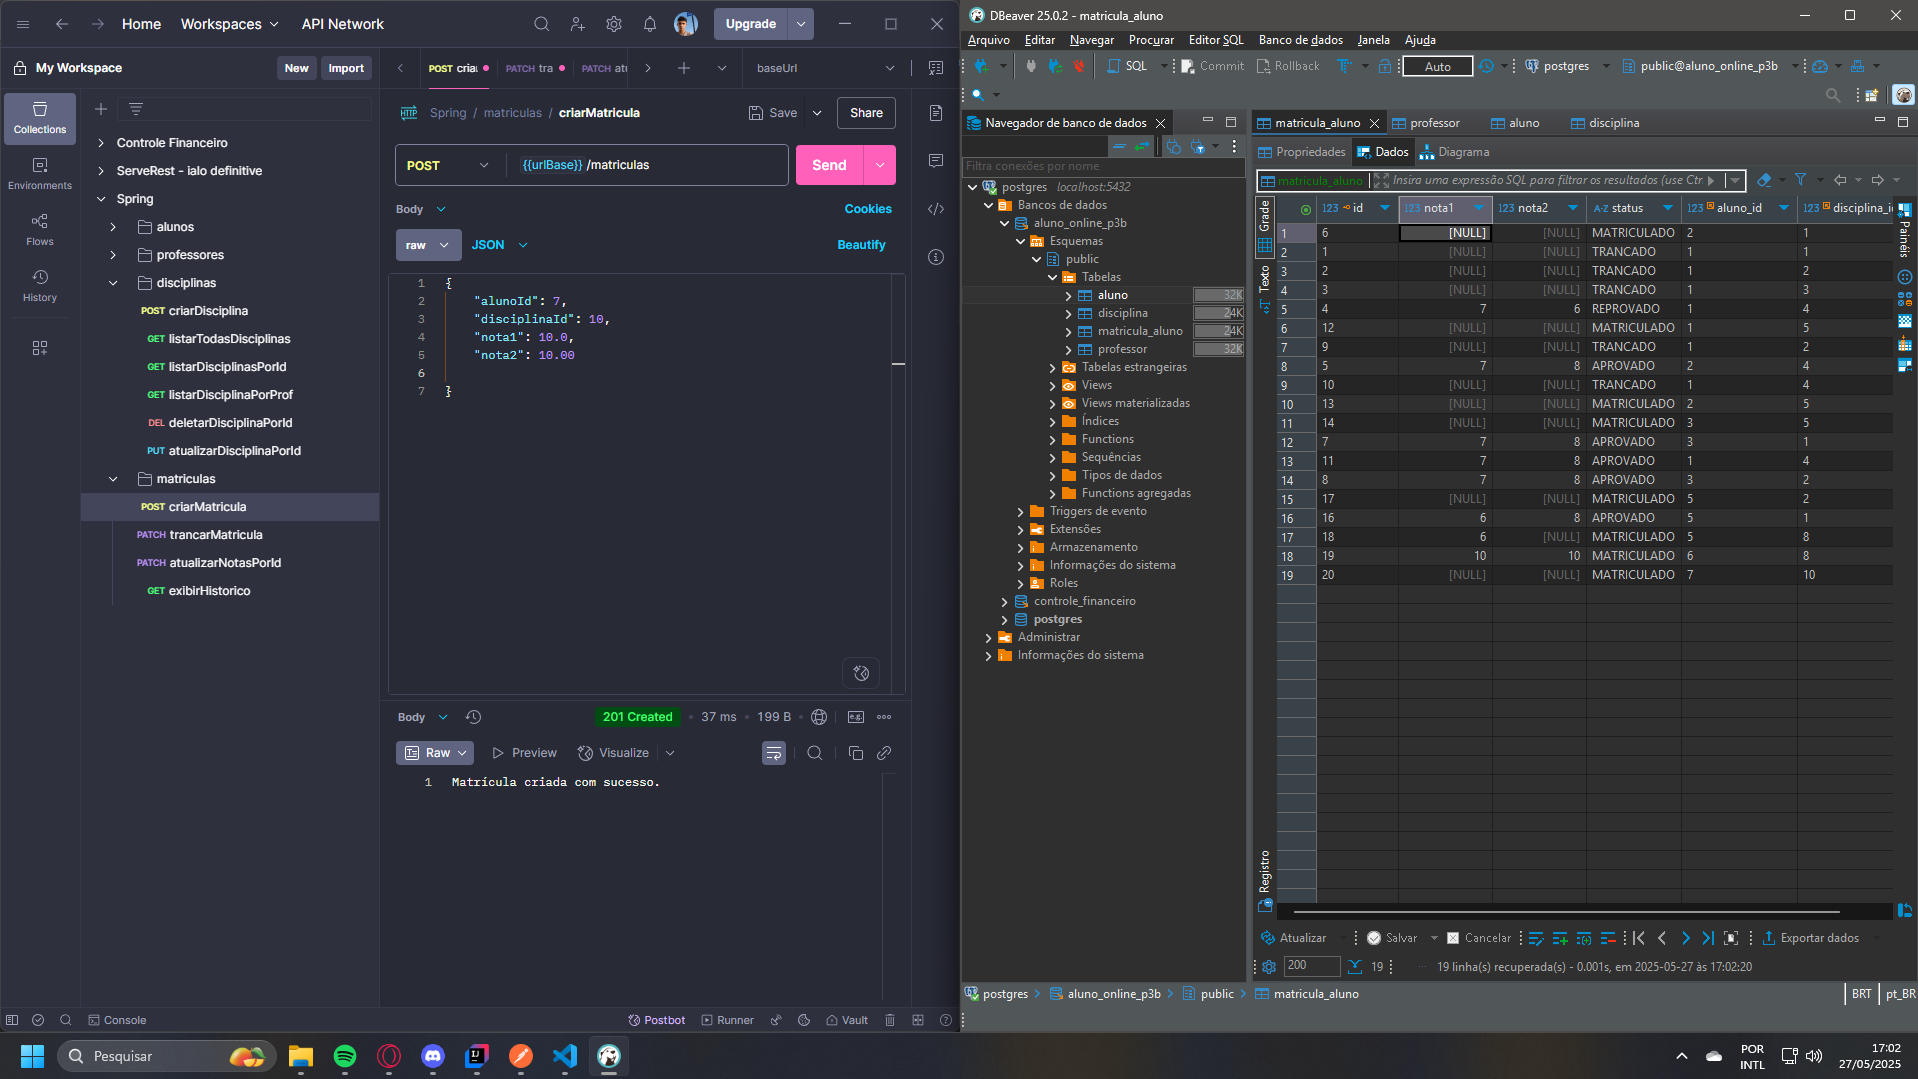 Home
Workspaces
API Network
Upgrade
My Workspace
New
Import
POST criai
PATCH tra
PATCH atı
baseUrl
Collections
Environments
Flows
History
Controle Financeiro
ServeRest - ialo definitive
Spring
alunos
professores
disciplinas
POST criarDisciplina
GET listarTodasDisciplinas
GET listarDisciplinasPorId
GET listarDisciplinaPorProf
DEL deletarDisciplinaPorId
PUT atualizarDisciplinaPorId
matriculas
POST criarMatricula
PATCH trancarMatricula
PATCH atualizarNotasPorId
GET exibirHistorico
HTTP Spring / matriculas / criarMatricula
Save
Share
POST
{{urlBase}} /matriculas
Send
Body
Cookies
raw
JSON
Beautify
1 {
2 "alunoId": 7,
3 "disciplinaId": 10,
4 "nota1": 10.0,
5 "nota2": 10.00
6
7 }
Body
201 Created
37 ms
199 B
e.g.
Raw
Preview
Visualize
1 Matrícula criada com sucesso.
Console
Postbot
Runner
Vault
DBeaver 25.0.2 - matricula_aluno
Arquivo Editar Navegar Procurar Editor SQL Banco de dados Janela Ajuda
SQL
Commit
Rollback
Auto
postgres
public@aluno_online_p3b
Navegador de banco de dados
Filtra conexões por nome
postgres localhost:5432
Bancos de dados
aluno_online_p3b
Esquemas
public
Tabelas
aluno 32K
disciplina 24K
matricula_aluno 24K
professor 32K
Tabelas estrangeiras
Views
Views materializadas
Índices
Functions
Sequências
Tipos de dados
Functions agregadas
Triggers de evento
Extensões
Armazenamento
Informações do sistema
Roles
controle_financeiro
postgres
Administrar
Informações do sistema
matricula_aluno
professor
aluno
disciplina
Propriedades
Dados
Diagrama
matricula_aluno
Insira uma expressão SQL para filtrar os resultados (use Ctr
Grade
Texto
Registro
Painéis
123 id 123 nota1 123 nota2 A-Z status 123 aluno_id 123 disciplina_i
1 6 [NULL] [NULL] MATRICULADO 2 1
2 1 [NULL] [NULL] TRANCADO 1 1
3 2 [NULL] [NULL] TRANCADO 1 2
4 3 [NULL] [NULL] TRANCADO 1 3
5 4 7 6 REPROVADO 1 4
6 12 [NULL] [NULL] MATRICULADO 1 5
7 9 [NULL] [NULL] TRANCADO 1 2
8 5 7 8 APROVADO 2 4
9 10 [NULL] [NULL] TRANCADO 1 4
10 13 [NULL] [NULL] MATRICULADO 2 5
11 14 [NULL] [NULL] MATRICULADO 3 5
12 7 7 8 APROVADO 3 1
13 11 7 8 APROVADO 1 4
14 8 7 8 APROVADO 3 2
15 17 [NULL] [NULL] MATRICULADO 5 2
16 16 6 8 APROVADO 5 1
17 18 6 [NULL] MATRICULADO 5 8
18 19 10 10 MATRICULADO 6 8
19 20 [NULL] [NULL] MATRICULADO 7 10
Atualizar
Salvar
Cancelar
Exportar dados
200
19
19 linha(s) recuperada(s) - 0.001s, em 2025-05-27 às 17:02:20
postgres
aluno_online_p3b
public
matricula_aluno
BRT
pt_BR
Pesquisar
POR
INTL
17:02
27/05/2025